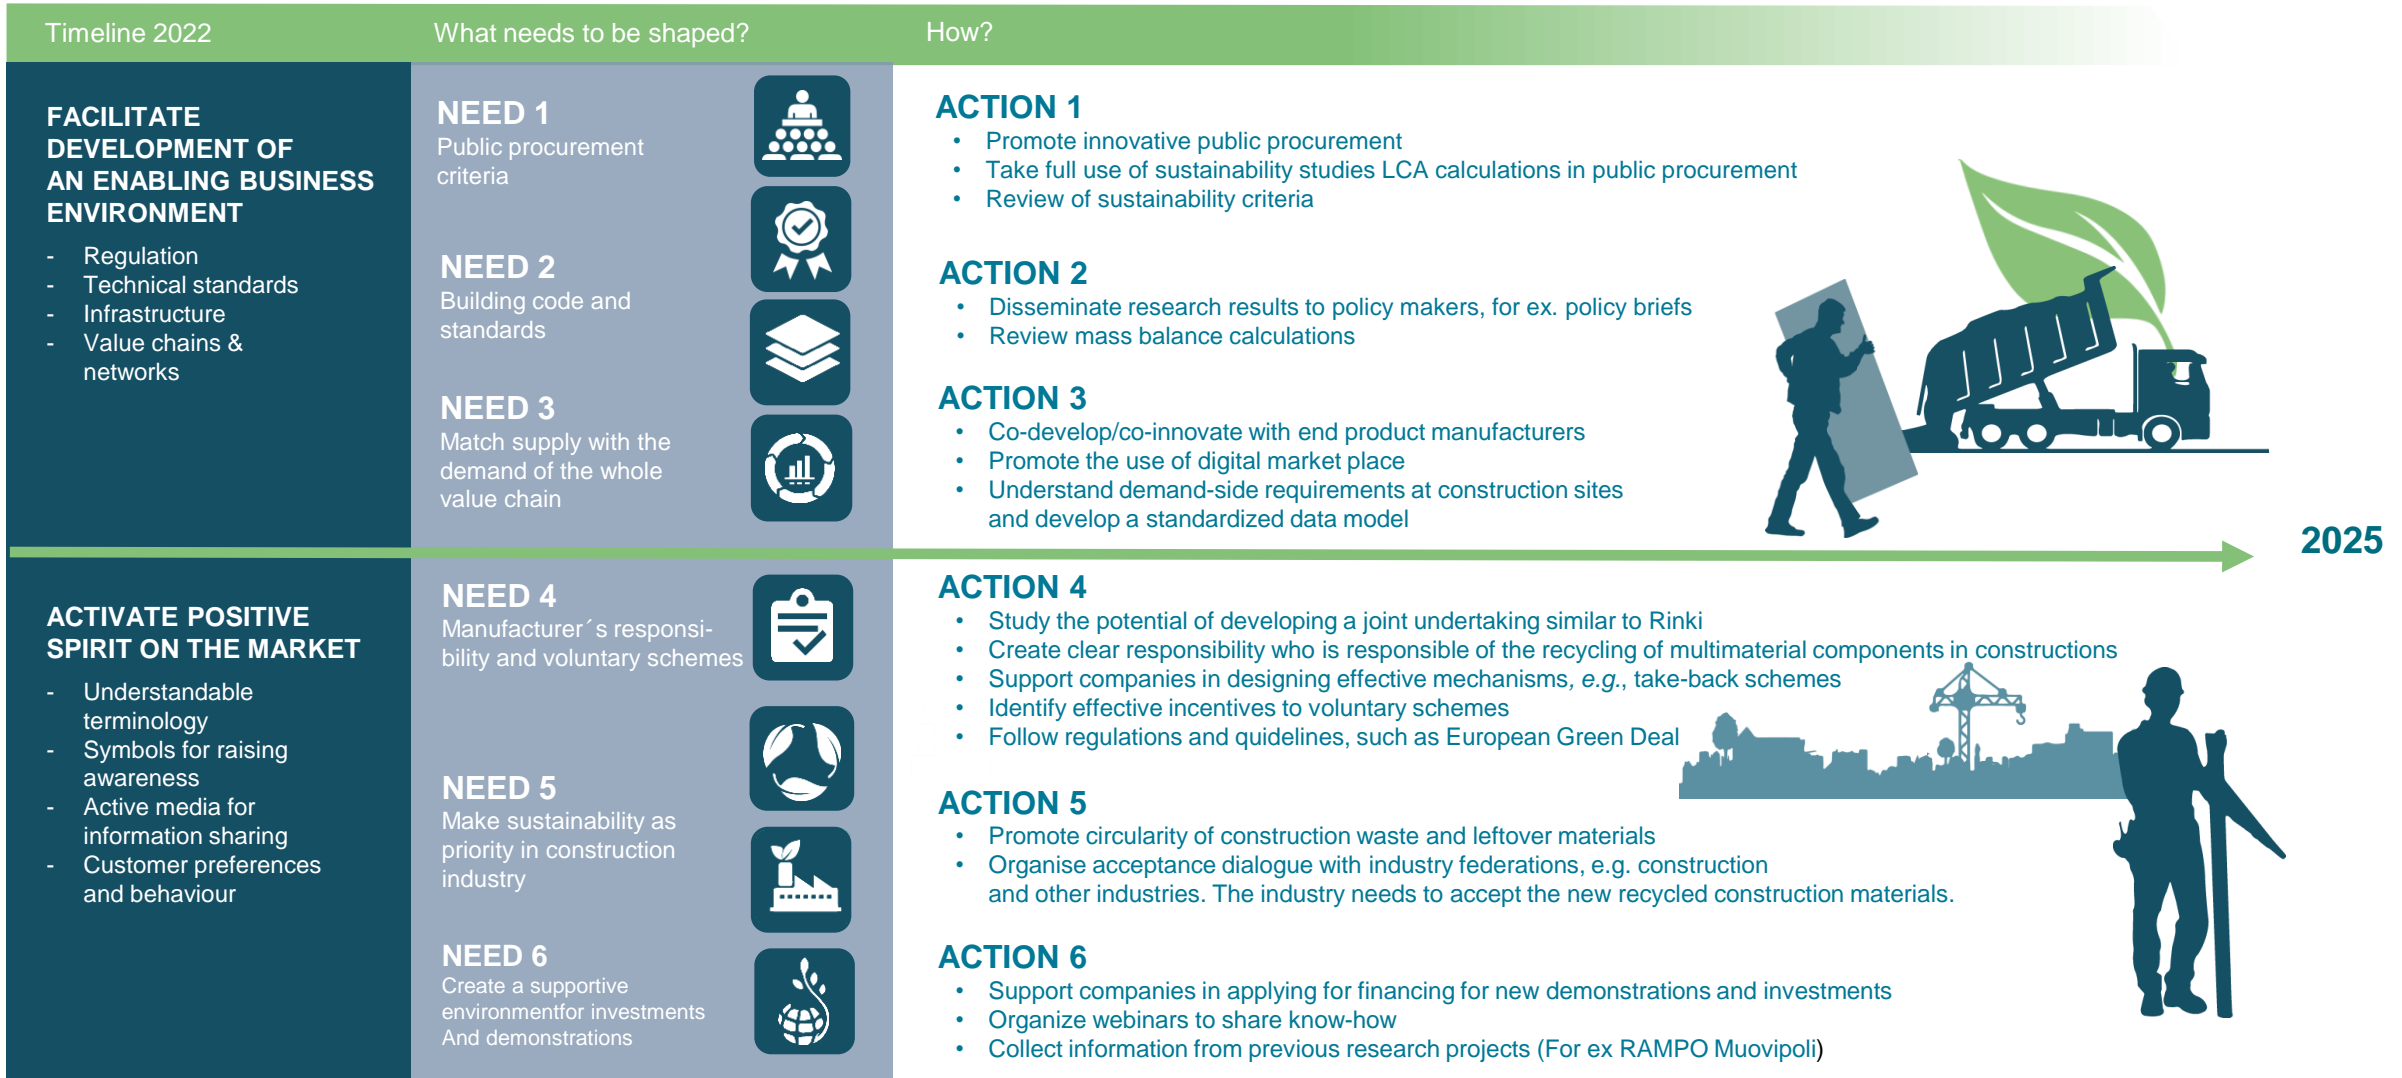 Timeline 2022
What needs to be shaped?
How?
FACILITATE
DEVELOPMENT OF
AN ENABLING BUSINESS
ENVIRONMENT
- Regulation
- Technical standards
- Infrastructure
- Value chains &
networks
NEED 1
Public procurement
criteria
NEED 2
Building code and
standards
NEED 3
Match supply with the
demand of the whole
value chain
ACTION 1
• Promote innovative public procurement
• Take full use of sustainability studies LCA calculations in public procurement
• Review of sustainability criteria
ACTION 2
• Disseminate research results to policy makers, for ex. policy briefs
• Review mass balance calculations
ACTION 3
• Co-develop/co-innovate with end product manufacturers
• Promote the use of digital market place
• Understand demand-side requirements at construction sites
and develop a standardized data model
2025
ACTIVATE POSITIVE
SPIRIT ON THE MARKET
- Understandable
terminology
- Symbols for raising
awareness
- Active media for
information sharing
- Customer preferences
and behaviour
NEED 4
Manufacturer´s responsi-
bility and voluntary schemes
NEED 5
Make sustainability as
priority in construction
industry
NEED 6
Create a supportive
environmentfor investments
And demonstrations
ACTION 4
• Study the potential of developing a joint undertaking similar to Rinki
• Create clear responsibility who is responsible of the recycling of multimaterial components in constructions
• Support companies in designing effective mechanisms, e.g., take-back schemes
• Identify effective incentives to voluntary schemes
• Follow regulations and quidelines, such as European Green Deal
ACTION 5
• Promote circularity of construction waste and leftover materials
• Organise acceptance dialogue with industry federations, e.g. construction
and other industries. The industry needs to accept the new recycled construction materials.
ACTION 6
• Support companies in applying for financing for new demonstrations and investments
• Organize webinars to share know-how
• Collect information from previous research projects (For ex RAMPO Muovipoli)